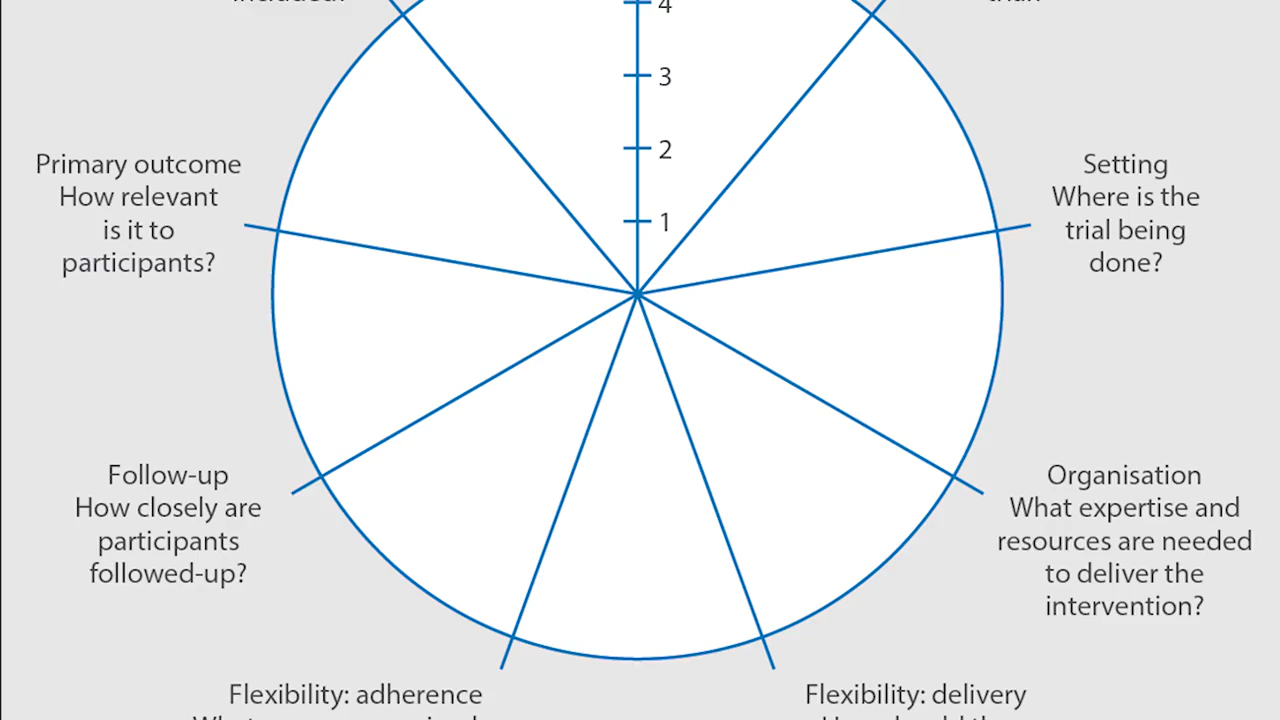 included?
4
than
3
2
1
Primary outcome
How relevant
is it to
participants?
Setting
Where is the
trial being
done?
Follow-up
How closely are
participants
followed-up?
Organisation
What expertise and
resources are needed
to deliver the
intervention?
Flexibility: adherence
Flexibility: delivery